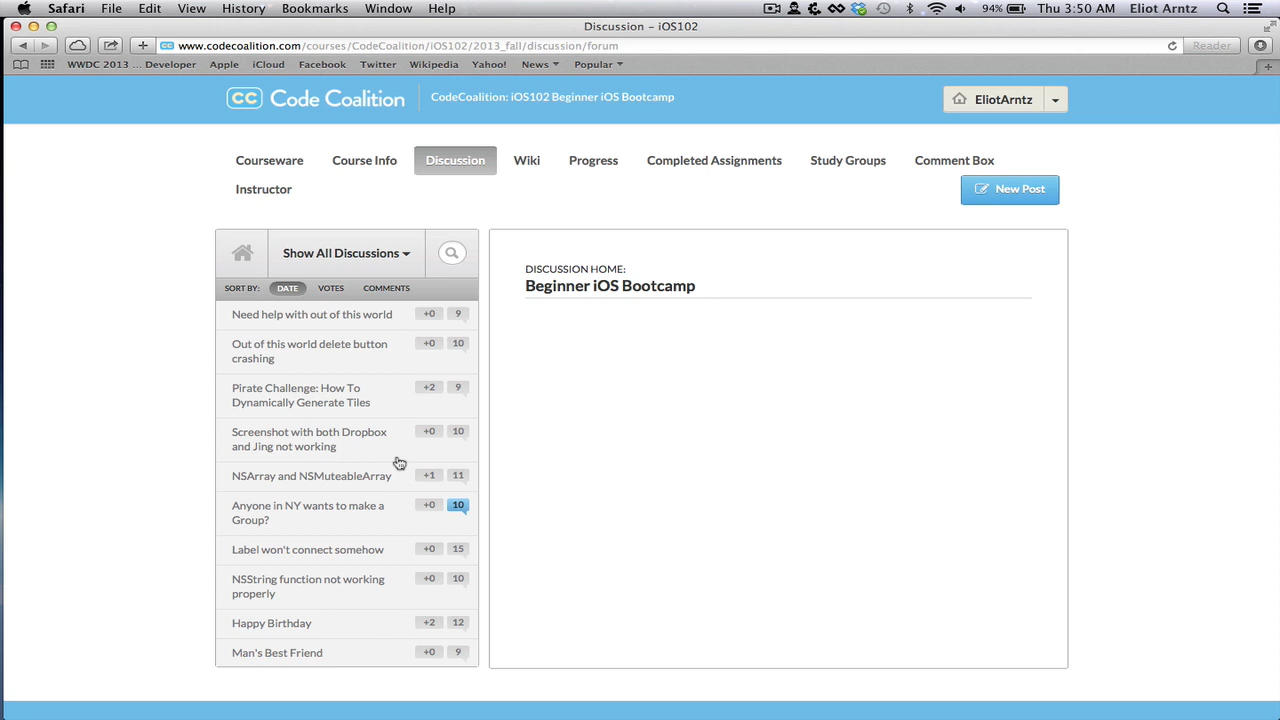 Safari File Edit View History Bookmarks Window Help 94% Thu 3:50 AM Eliot Arntz
Discussion – iOS102
www.codecoalition.com/courses/CodeCoalition/iOS102/2013_fall/discussion/forum Reader
WWDC 2013 ... Developer Apple iCloud Facebook Twitter Wikipedia Yahoo! News Popular
CC Code Coalition CodeCoalition: iOS102 Beginner iOS Bootcamp EliotArntz
Courseware Course Info Discussion Wiki Progress Completed Assignments Study Groups Comment Box
Instructor
New Post
Show All Discussions
SORT BY: DATE VOTES COMMENTS
DISCUSSION HOME:
Beginner iOS Bootcamp
Need help with out of this world +0 9
Out of this world delete button +0 10
crashing
Pirate Challenge: How To +2 9
Dynamically Generate Tiles
Screenshot with both Dropbox +0 10
and Jing not working
NSArray and NSMuteableArray +1 11
Anyone in NY wants to make a +0 10
Group?
Label won't connect somehow +0 15
NSString function not working +0 10
properly
Happy Birthday +2 12
Man's Best Friend +0 9